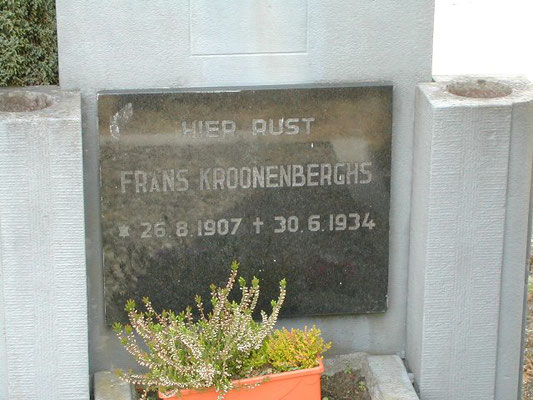 HIER RUST
FRANS KROONENBERGHS
* 26.8.1907 † 30.6.1934